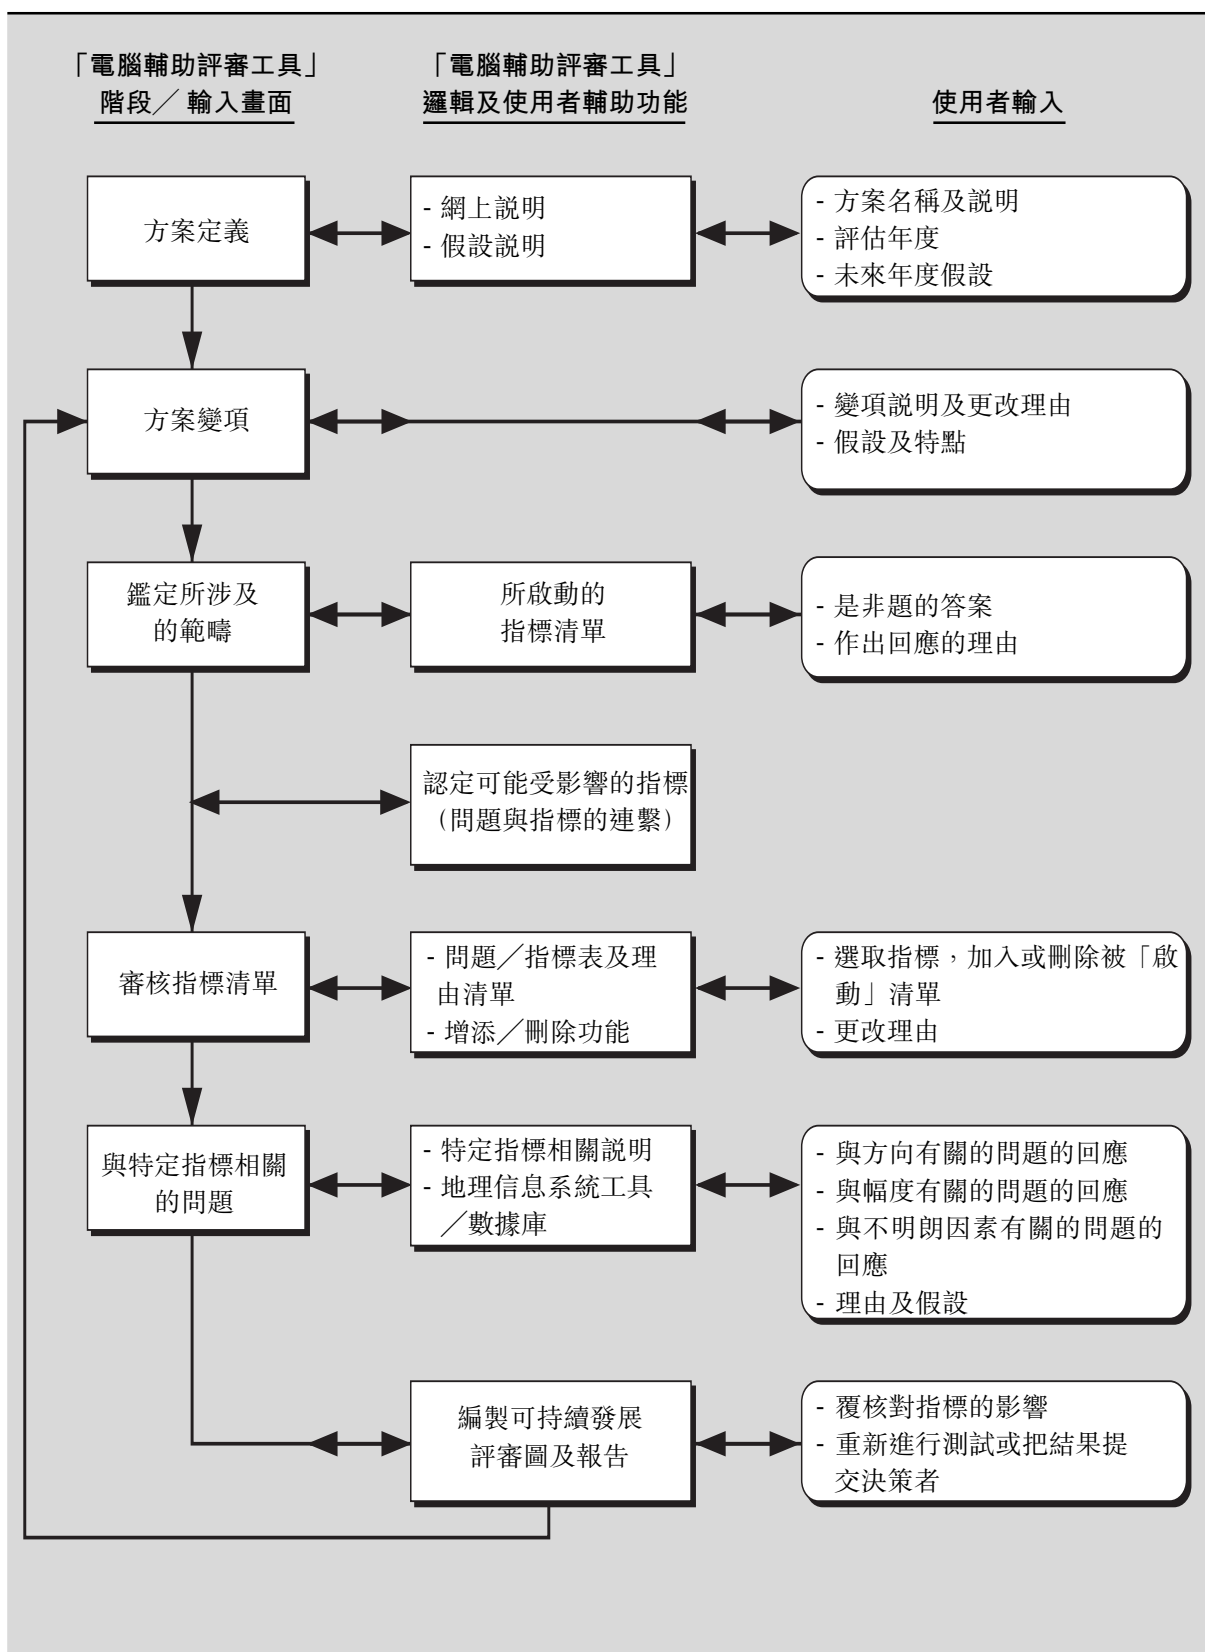 「電腦輔助評審工具」
階段／輸入畫面
「電腦輔助評審工具」
邏輯及使用者輔助功能
使用者輸入
方案定義
- 網上説明
- 假設説明
- 方案名稱及説明
- 評估年度
- 未來年度假設
方案變項
- 變項説明及更改理由
- 假設及特點
鑑定所涉及
的範疇
所啟動的
指標清單
- 是非題的答案
- 作出回應的理由
認定可能受影響的指標
（問題與指標的連繫）
審核指標清單
- 問題／指標表及理
由清單
- 增添／刪除功能
- 選取指標，加入或刪除被「啟
動」清單
- 更改理由
與特定指標相關
的問題
- 特定指標相關説明
- 地理信息系統工具
／數據庫
- 與方向有關的問題的回應
- 與幅度有關的問題的回應
- 與不明朗因素有關的問題的
回應
- 理由及假設
編製可持續發展
評審圖及報告
- 覆核對指標的影響
- 重新進行測試或把結果提
交決策者